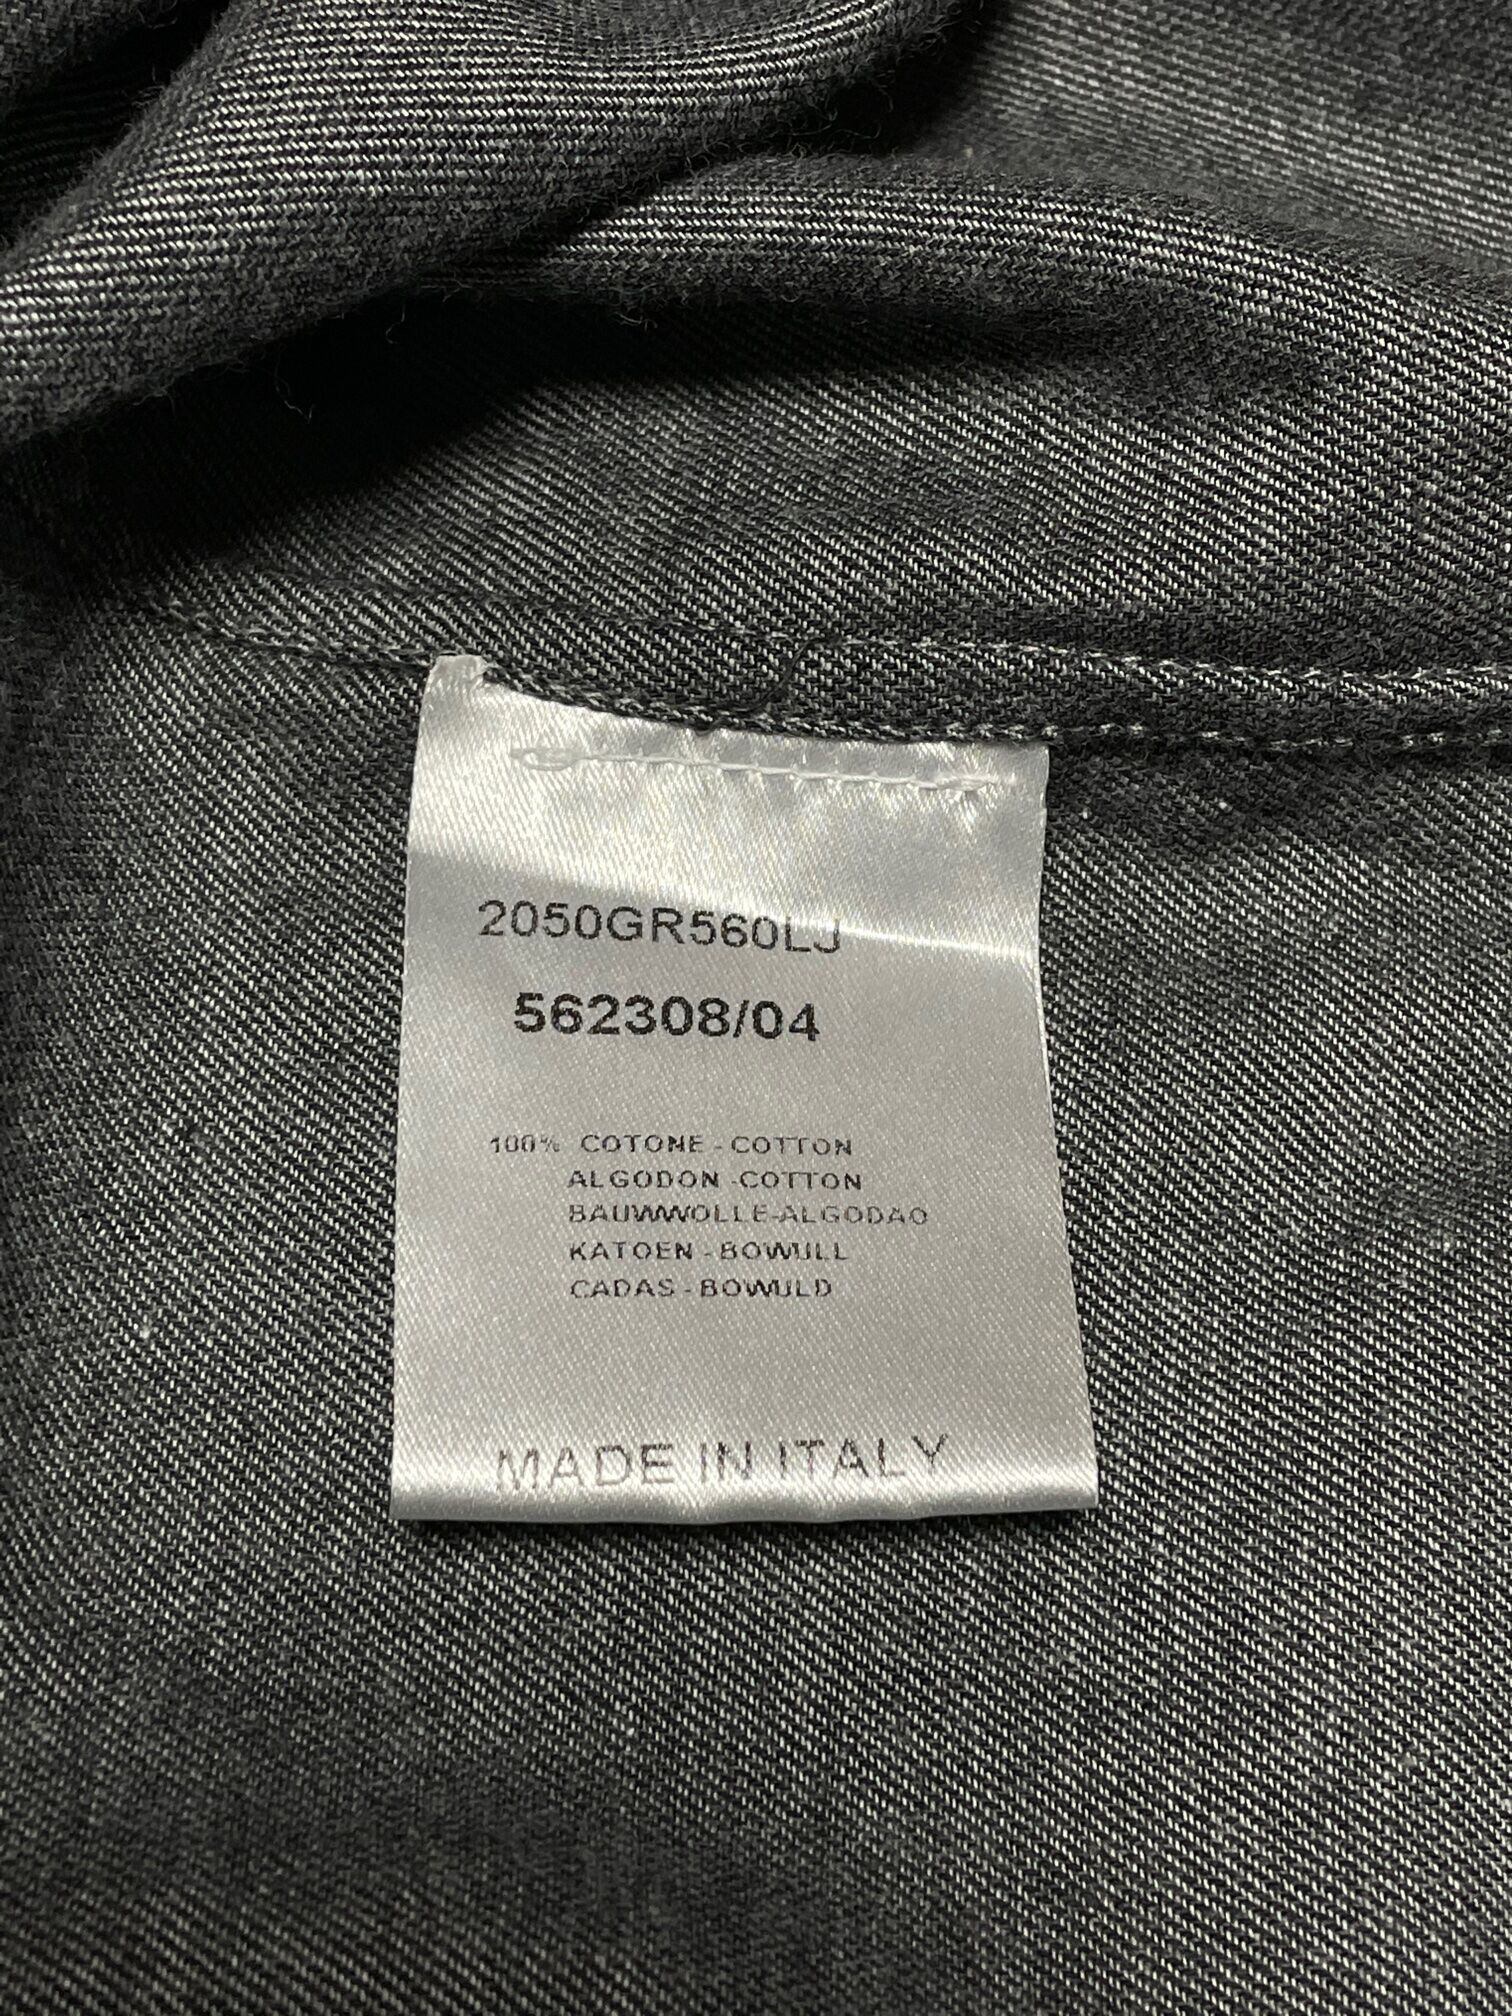 2050GR560LJ
562308/04
100% COTONE - COTTON
ALGODON - COTTON
BAUWWOLLE-ALGODAO
KATOEN - BOWULL
CADAS - BOWULD
MADE IN ITALY